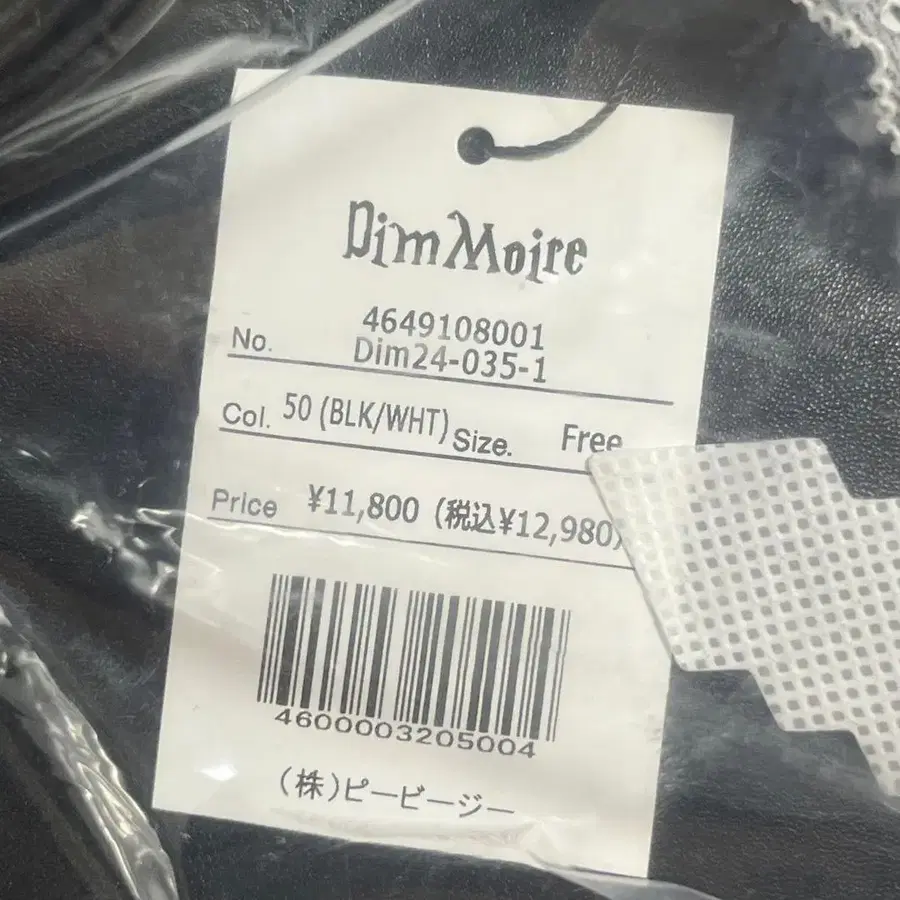 Dim Moire
4649108001
No. Dim24-035-1
Col. 50 (BLK/WHT) Size. Free
Price ¥11,800 (税込¥12,980)
4600003205004
(株)ピービージー